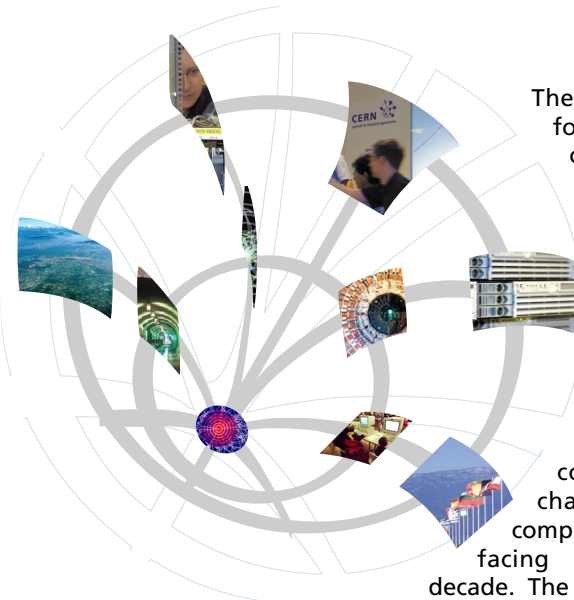 The
fo
CERN
co
cha
comp
facing
decade. The